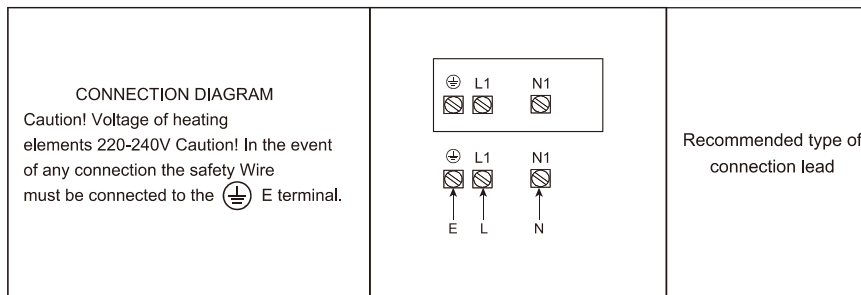 CONNECTION DIAGRAM
Caution! Voltage of heating
elements 220-240V Caution! In the event
of any connection the safety Wire
must be connected to the ⏚ E terminal.
L1 N1
L1 N1
E L N
Recommended type of
connection lead